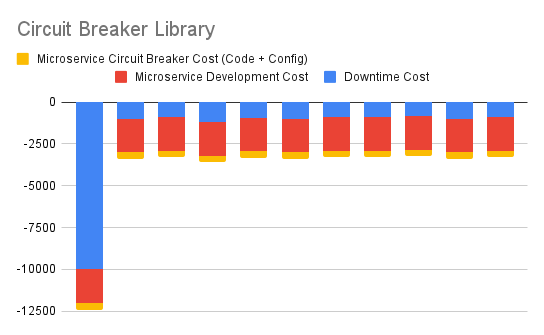 Circuit Breaker Library
Microservice Circuit Breaker Cost (Code + Config)
Microservice Development Cost Downtime Cost
0
-2500
-5000
-7500
-10000
-12500